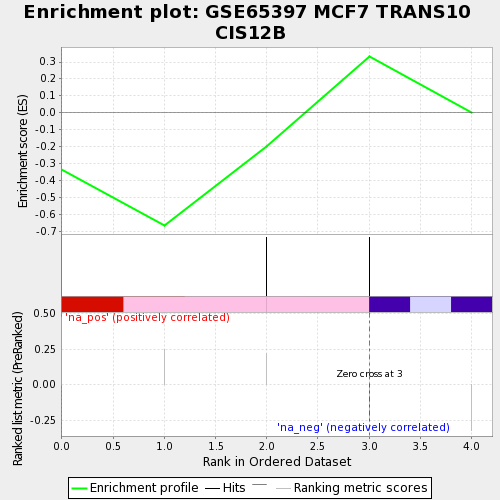 Enrichment plot: GSE65397 MCF7 TRANS10
CIS12B
Enrichment score (ES)
0.3
0.2
0.1
0.0
-0.1
-0.2
-0.3
-0.4
-0.5
-0.6
-0.7
Ranked list metric (PreRanked)
0.50
0.25
0.00
-0.25
'na_pos' (positively correlated)
Zero cross at 3
'na_neg' (negatively correlated)
0.0 0.5 1.0 1.5 2.0 2.5 3.0 3.5 4.0
Rank in Ordered Dataset
Enrichment profile Hits Ranking metric scores